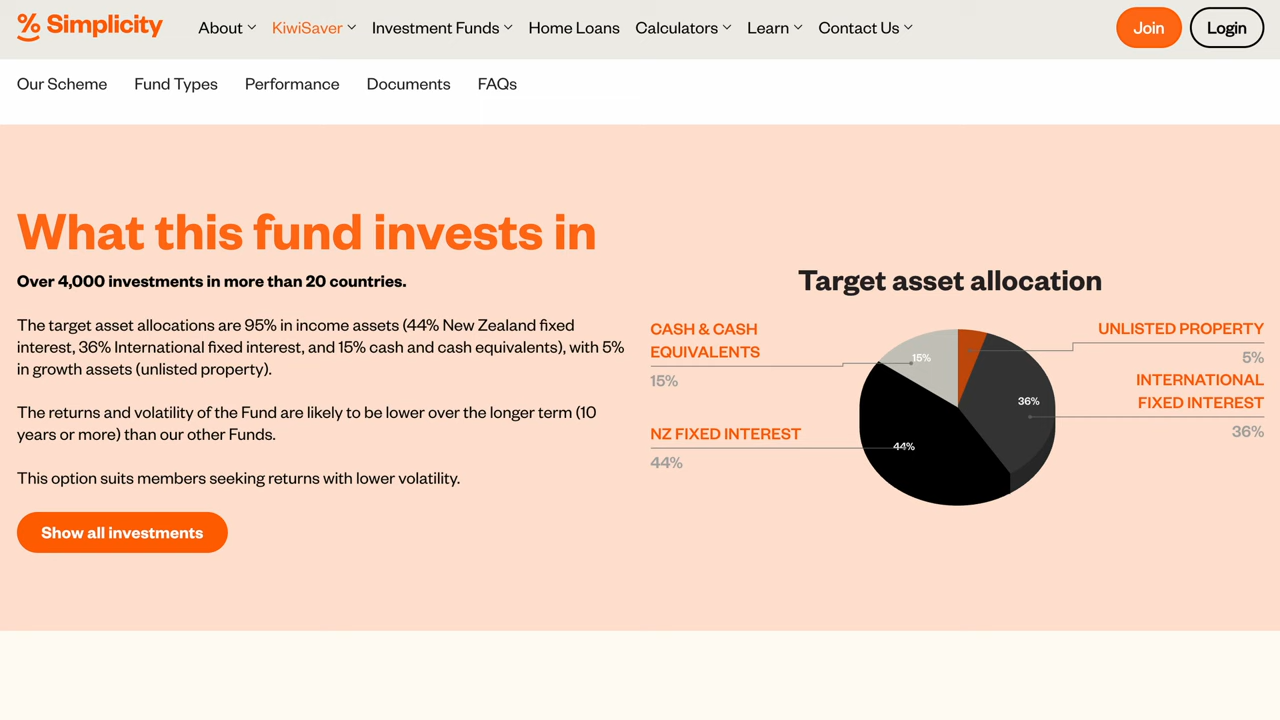 % Simplicity
About
KiwiSaver
Investment Funds
Home Loans
Calculators
Learn
Contact Us
Join
Login
Our Scheme
Fund Types
Performance
Documents
FAQs
What this fund invests in
Over 4,000 investments in more than 20 countries.
The target asset allocations are 95% in income assets (44% New Zealand fixed
interest, 36% International fixed interest, and 15% cash and cash equivalents), with 5%
in growth assets (unlisted property).
The returns and volatility of the Fund are likely to be lower over the longer term (10
years or more) than our other Funds.
This option suits members seeking returns with lower volatility.
Show all investments
Target asset allocation
CASH & CASH
EQUIVALENTS
15%
NZ FIXED INTEREST
44%
15%
36%
44%
UNLISTED PROPERTY
5%
INTERNATIONAL
FIXED INTEREST
36%